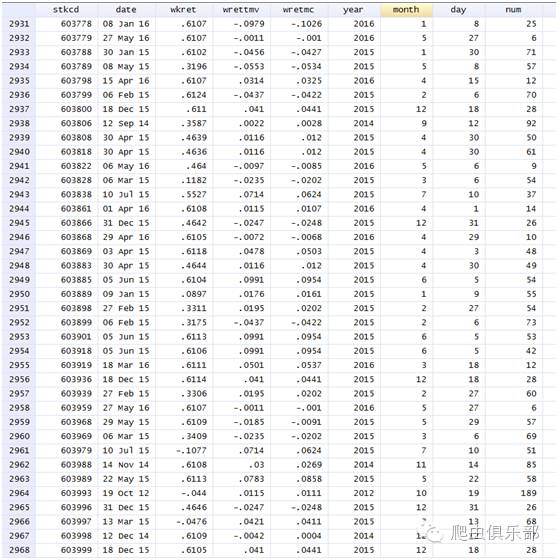 stkcd date wkret wrettmv wretmc year month day num
2931 603778 08 Jan 16 .6107 -.0979 -.1026 2016 1 8 25
2932 603779 27 May 16 .6107 -.0011 -.001 2016 5 27 6
2933 603788 30 Jan 15 .6102 -.0456 -.0427 2015 1 30 71
2934 603789 08 May 15 .3196 -.0553 -.0534 2015 5 8 57
2935 603798 15 Apr 16 .6107 .0314 .0325 2016 4 15 12
2936 603799 06 Feb 15 .6124 -.0437 -.0422 2015 2 6 70
2937 603800 18 Dec 15 .611 .041 .0441 2015 12 18 28
2938 603806 12 Sep 14 .3587 .0022 .0028 2014 9 12 92
2939 603808 30 Apr 15 .4639 .0116 .012 2015 4 30 50
2940 603818 30 Apr 15 .4636 .0116 .012 2015 4 30 61
2941 603822 06 May 16 .464 -.0097 -.0085 2016 5 6 9
2942 603828 06 Mar 15 .1182 -.0235 -.0202 2015 3 6 54
2943 603838 10 Jul 15 .5527 .0714 .0624 2015 7 10 37
2944 603861 01 Apr 16 .6108 .0115 .0107 2016 4 1 14
2945 603866 31 Dec 15 .4642 -.0247 -.0248 2015 12 31 26
2946 603868 29 Apr 16 .6105 -.0072 -.0068 2016 4 29 10
2947 603869 03 Apr 15 .6118 .0478 .0503 2015 4 3 48
2948 603883 30 Apr 15 .4644 .0116 .012 2015 4 30 49
2949 603885 05 Jun 15 .6104 .0991 .0954 2015 6 5 54
2950 603889 09 Jan 15 .0897 .0176 .0161 2015 1 9 55
2951 603898 27 Feb 15 .3311 .0195 .0202 2015 2 27 54
2952 603899 06 Feb 15 .3175 -.0437 -.0422 2015 2 6 73
2953 603901 05 Jun 15 .6113 .0991 .0954 2015 6 5 53
2954 603918 05 Jun 15 .6106 .0991 .0954 2015 6 5 42
2955 603919 18 Mar 16 .6111 .0501 .0537 2016 3 18 12
2956 603936 18 Dec 15 .6114 .041 .0441 2015 12 18 28
2957 603939 27 Feb 15 .3306 .0195 .0202 2015 2 27 60
2958 603959 27 May 16 .6107 -.0011 -.001 2016 5 27 6
2959 603968 29 May 15 .6109 -.0185 -.0091 2015 5 29 57
2960 603969 06 Mar 15 .3409 -.0235 -.0202 2015 3 6 69
2961 603979 10 Jul 15 -.1077 .0714 .0624 2015 7 10 51
2962 603988 14 Nov 14 .6108 .03 .0269 2014 11 14 85
2963 603989 22 May 15 .6113 .0783 .0858 2015 5 22 58
2964 603993 19 Oct 12 -.044 .0115 .0111 2012 10 19 189
2965 603996 31 Dec 15 .4646 -.0247 -.0248 2015 12 31 26
2966 603997 13 Mar 15 -.0476 .0421 .0411 2015 13 68
2967 603998 12 Dec 14 .6109 -.0042 .0004 2014 12
2968 603999 18 Dec 15 .6105 .041 .0441 2015 12 18 28
爬虫俱乐部